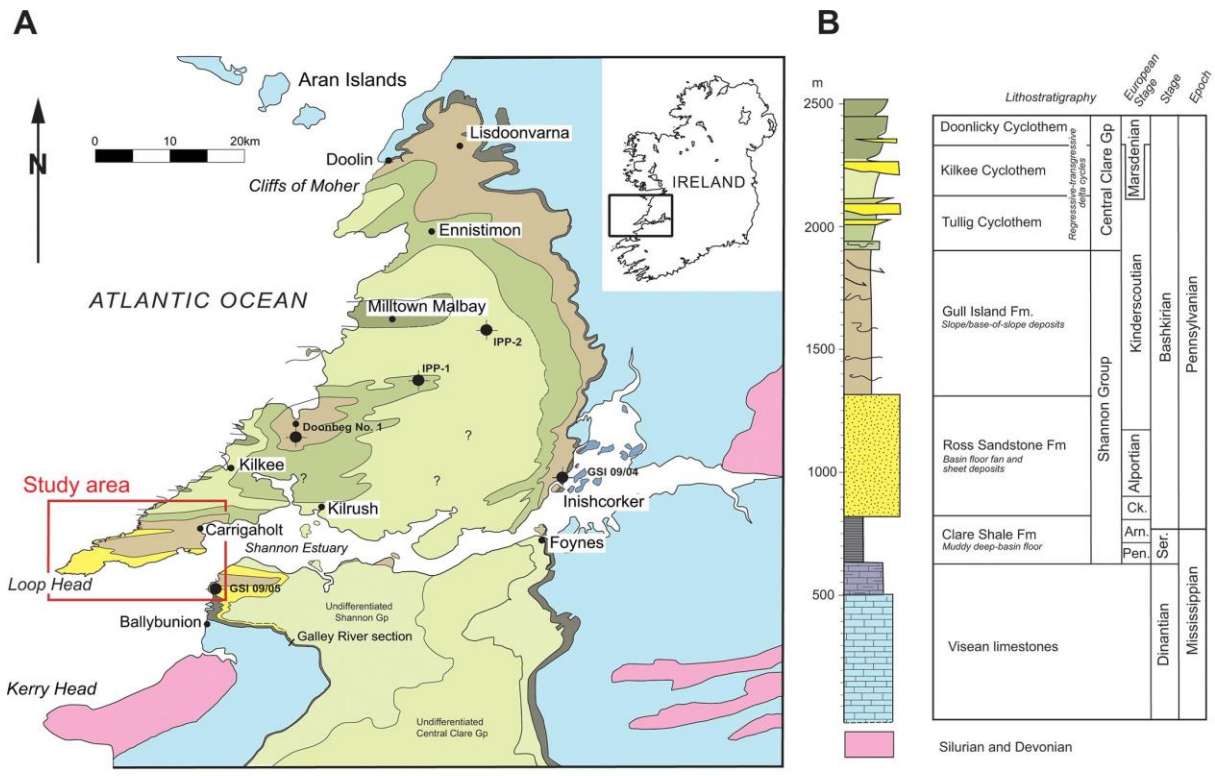 A
B
Aran Islands
0 10 20km
N
Lisdoonvarna
Doolin
Cliffs of Moher
IRELAND
Ennistimon
ATLANTIC OCEAN
Milltown Malbay
IPP-2
IPP-1
Doonbeg No. 1
?
Kilkee
?
?
GSI 09/04
Inishcorker
Study area
Kilrush
Carrigaholt
Shannon Estuary
Foynes
Loop Head
GSI 09/05
Undifferentiated
Shannon Gp
Ballybunion
Galley River section
Kerry Head
Undifferentiated
Central Clare Gp
m
2500
2000
1500
1000
500
Lithostratigraphy
European
Stage
Stage
Epoch
Doonlicky Cyclothem
Kilkee Cyclothem
Tullig Cyclothem
Regresssive-transgressive
delta cycles
Central Clare Gp
Marsdenian
Gull Island Fm.
Slope/base-of-slope deposits
Kinderscoutian
Bashkirian
Pennsylvanian
Ross Sandstone Fm
Basin floor fan and
sheet deposits
Shannon Group
Alportian
Ck.
Clare Shale Fm
Muddy deep-basin floor
Arn.
Pen.
Ser.
Visean limestones
Dinantian
Mississippian
Silurian and Devonian